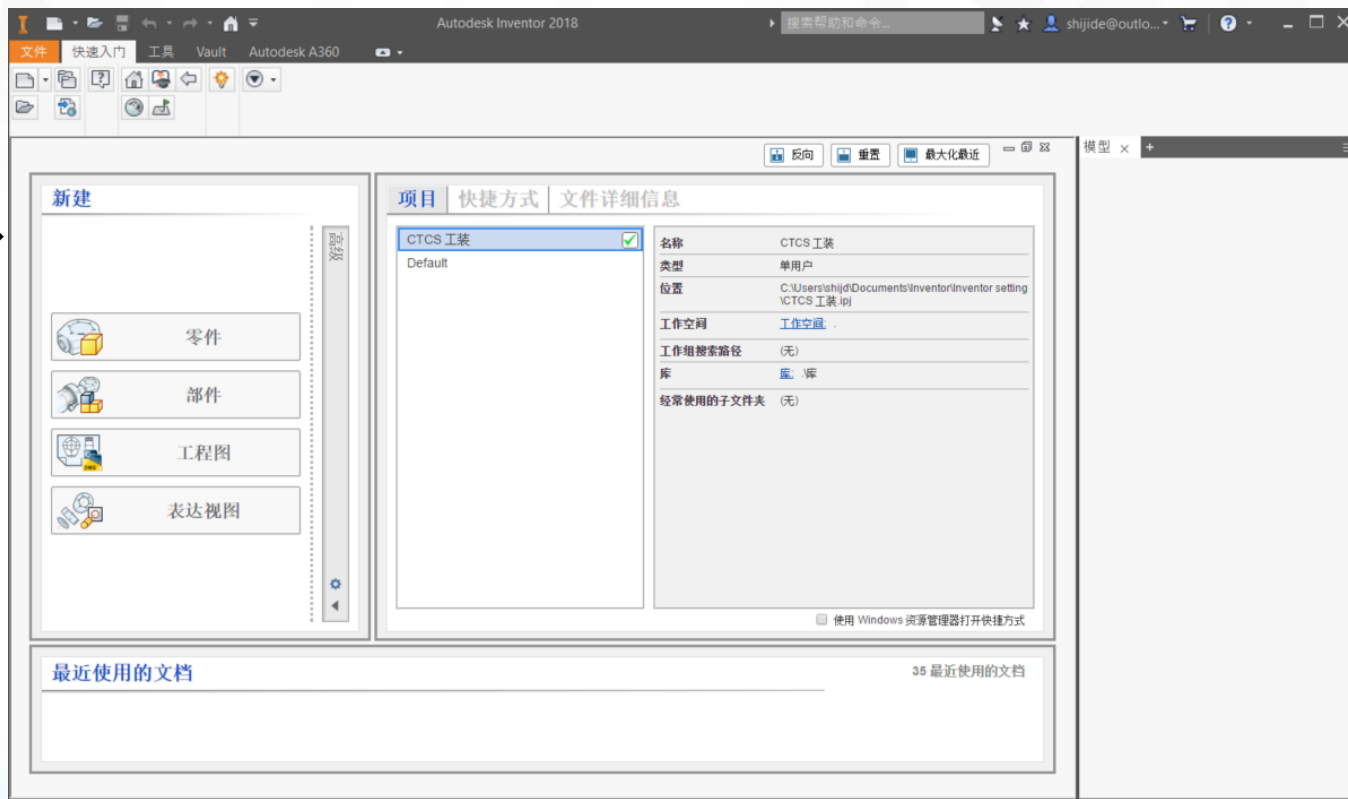 Autodesk Inventor 2018
搜索帮助和命令...
shijide@outlo...
文件 快速入门 工具 Vault Autodesk A360
反向 重置 最大化最近
模型
新建
高级
零件
部件
工程图
DWG
表达视图
项目 快捷方式 文件详细信息
CTCS 工装
Default
名称 CTCS 工装
类型 单用户
位置 C:\Users\shijd\Documents\Inventor\Inventor setting
\CTCS 工装.ipj
工作空间 工作空间: .
工作组搜索路径 (无)
库 库: .\库
经常使用的子文件夹 (无)
使用 Windows 资源管理器打开快捷方式
最近使用的文档
35 最近使用的文档